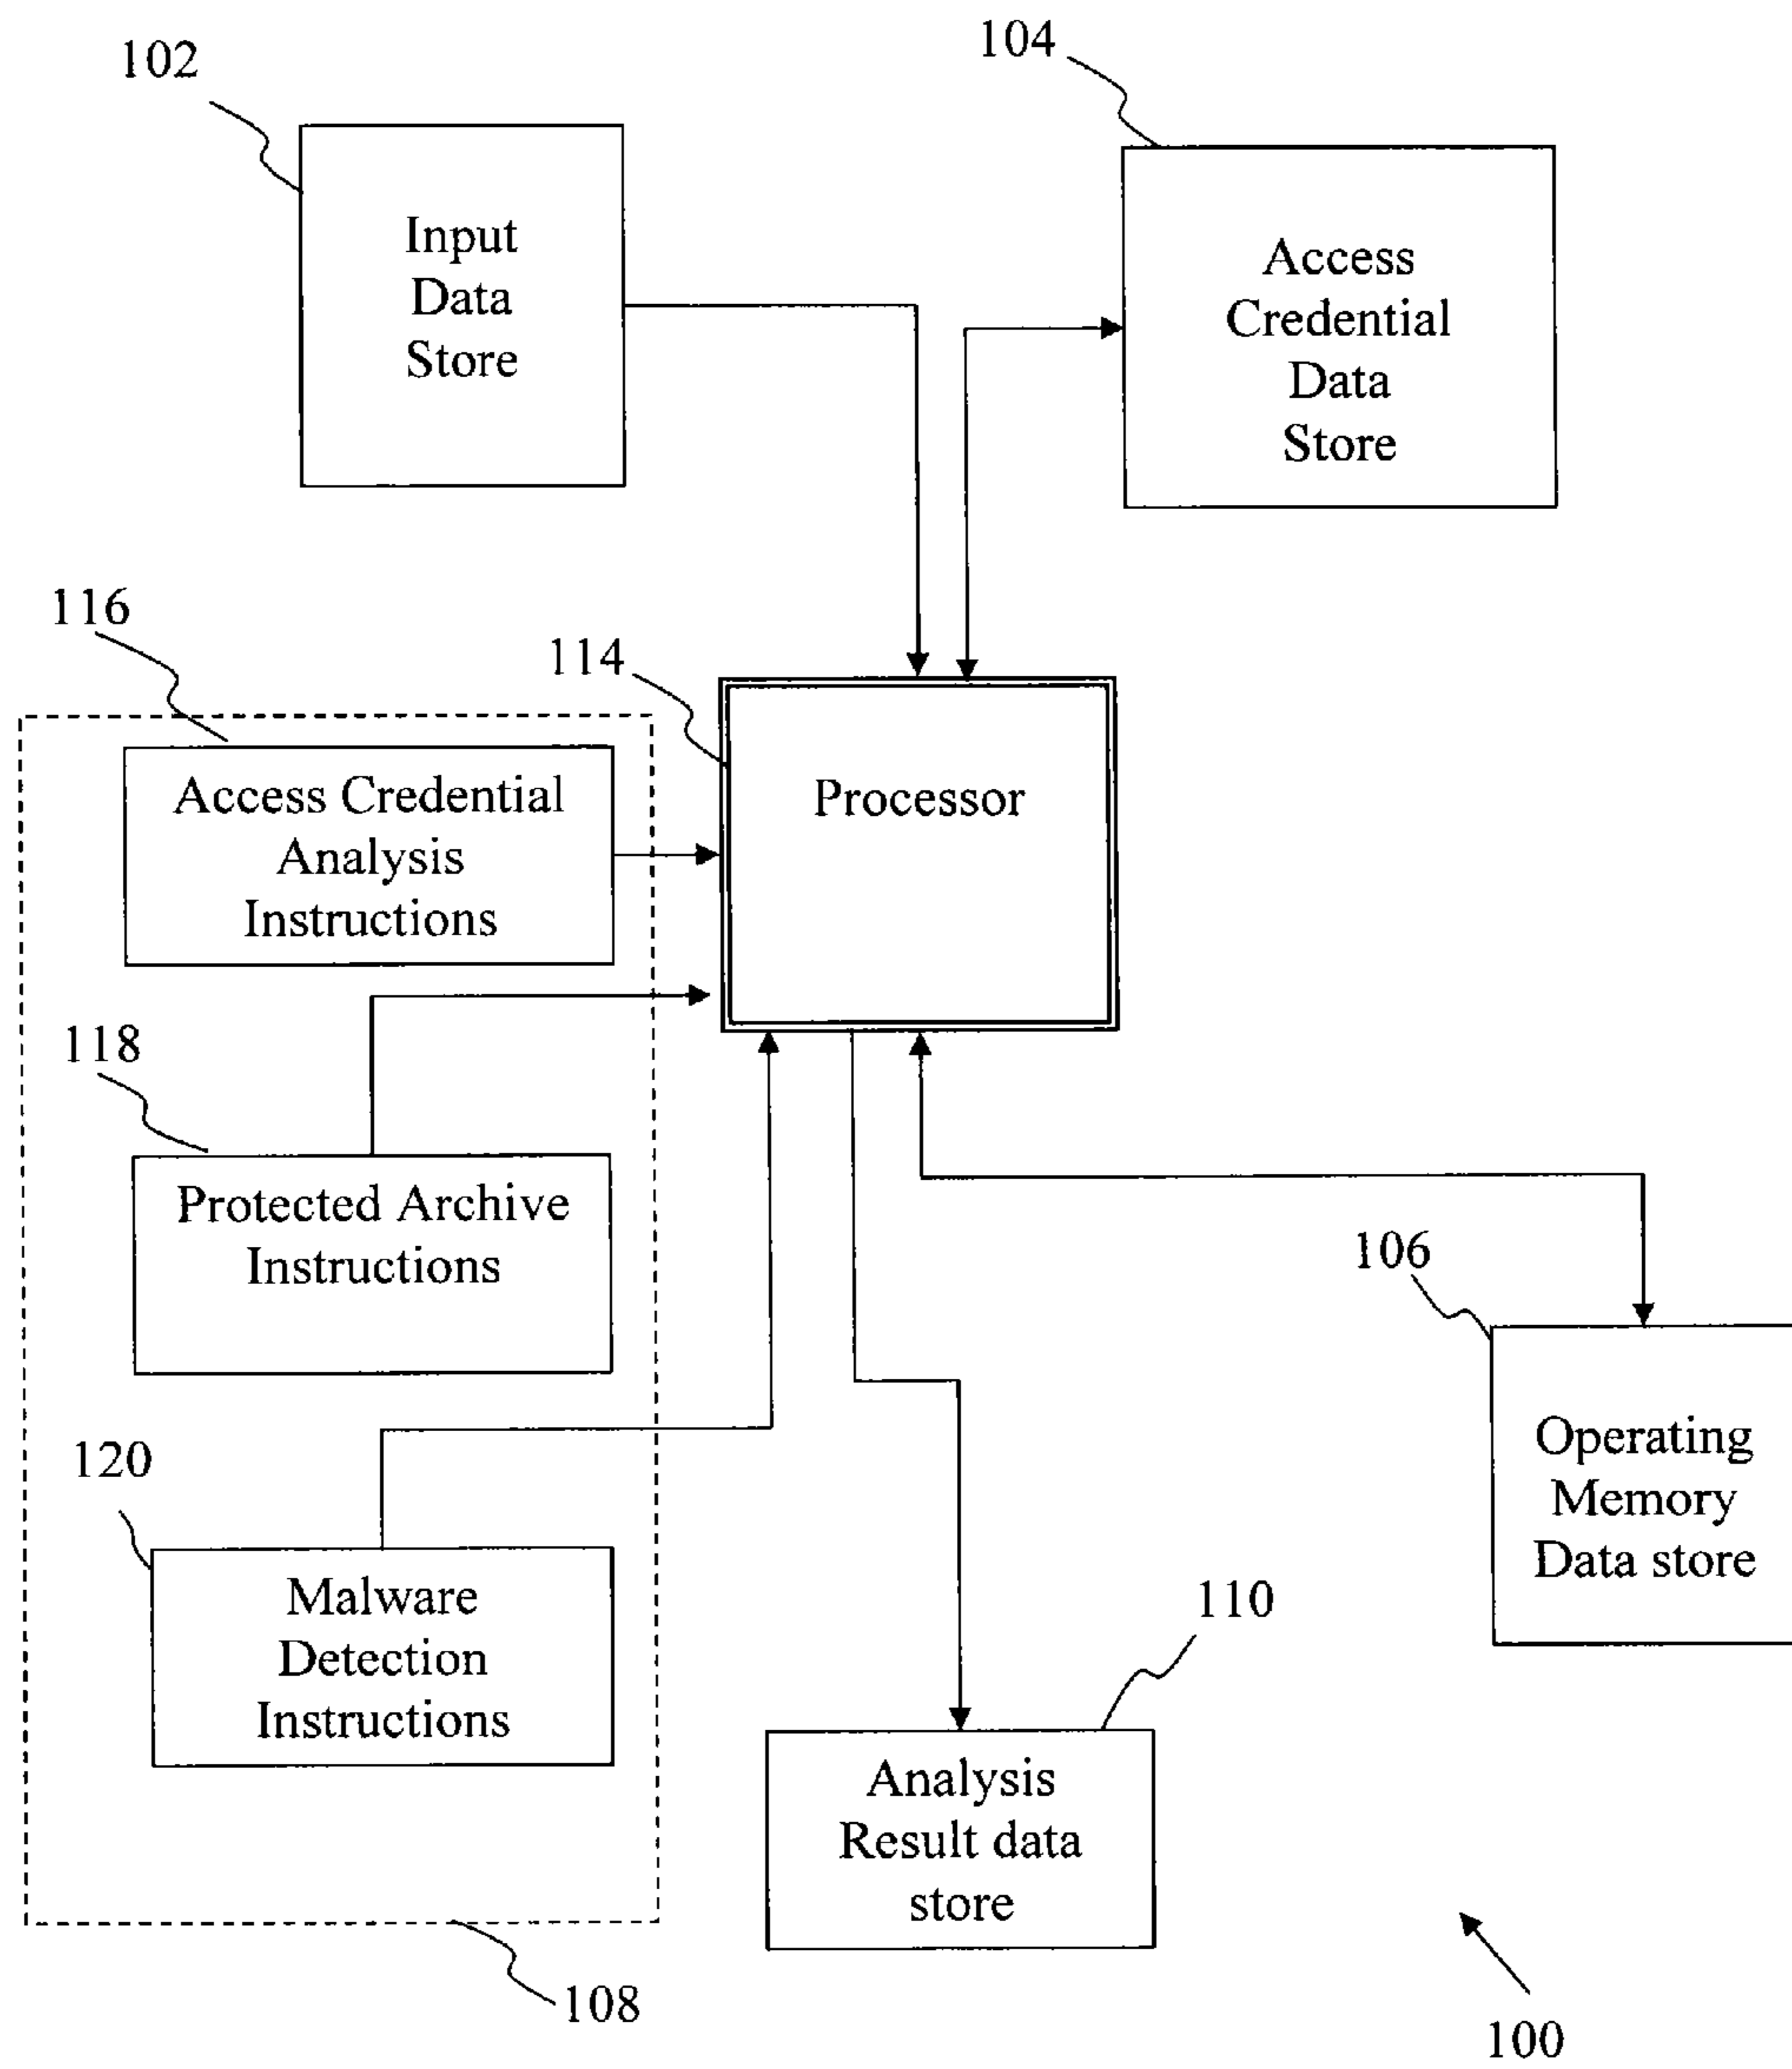 102
104
Input
Data
Store
Access
Credential
Data
Store
116
114
Access Credential
Analysis
Instructions
Processor
118
Protected Archive
Instructions
106
120
Operating
Memory
Data store
Malware
Detection
Instructions
110
Analysis
Result data
store
108
100